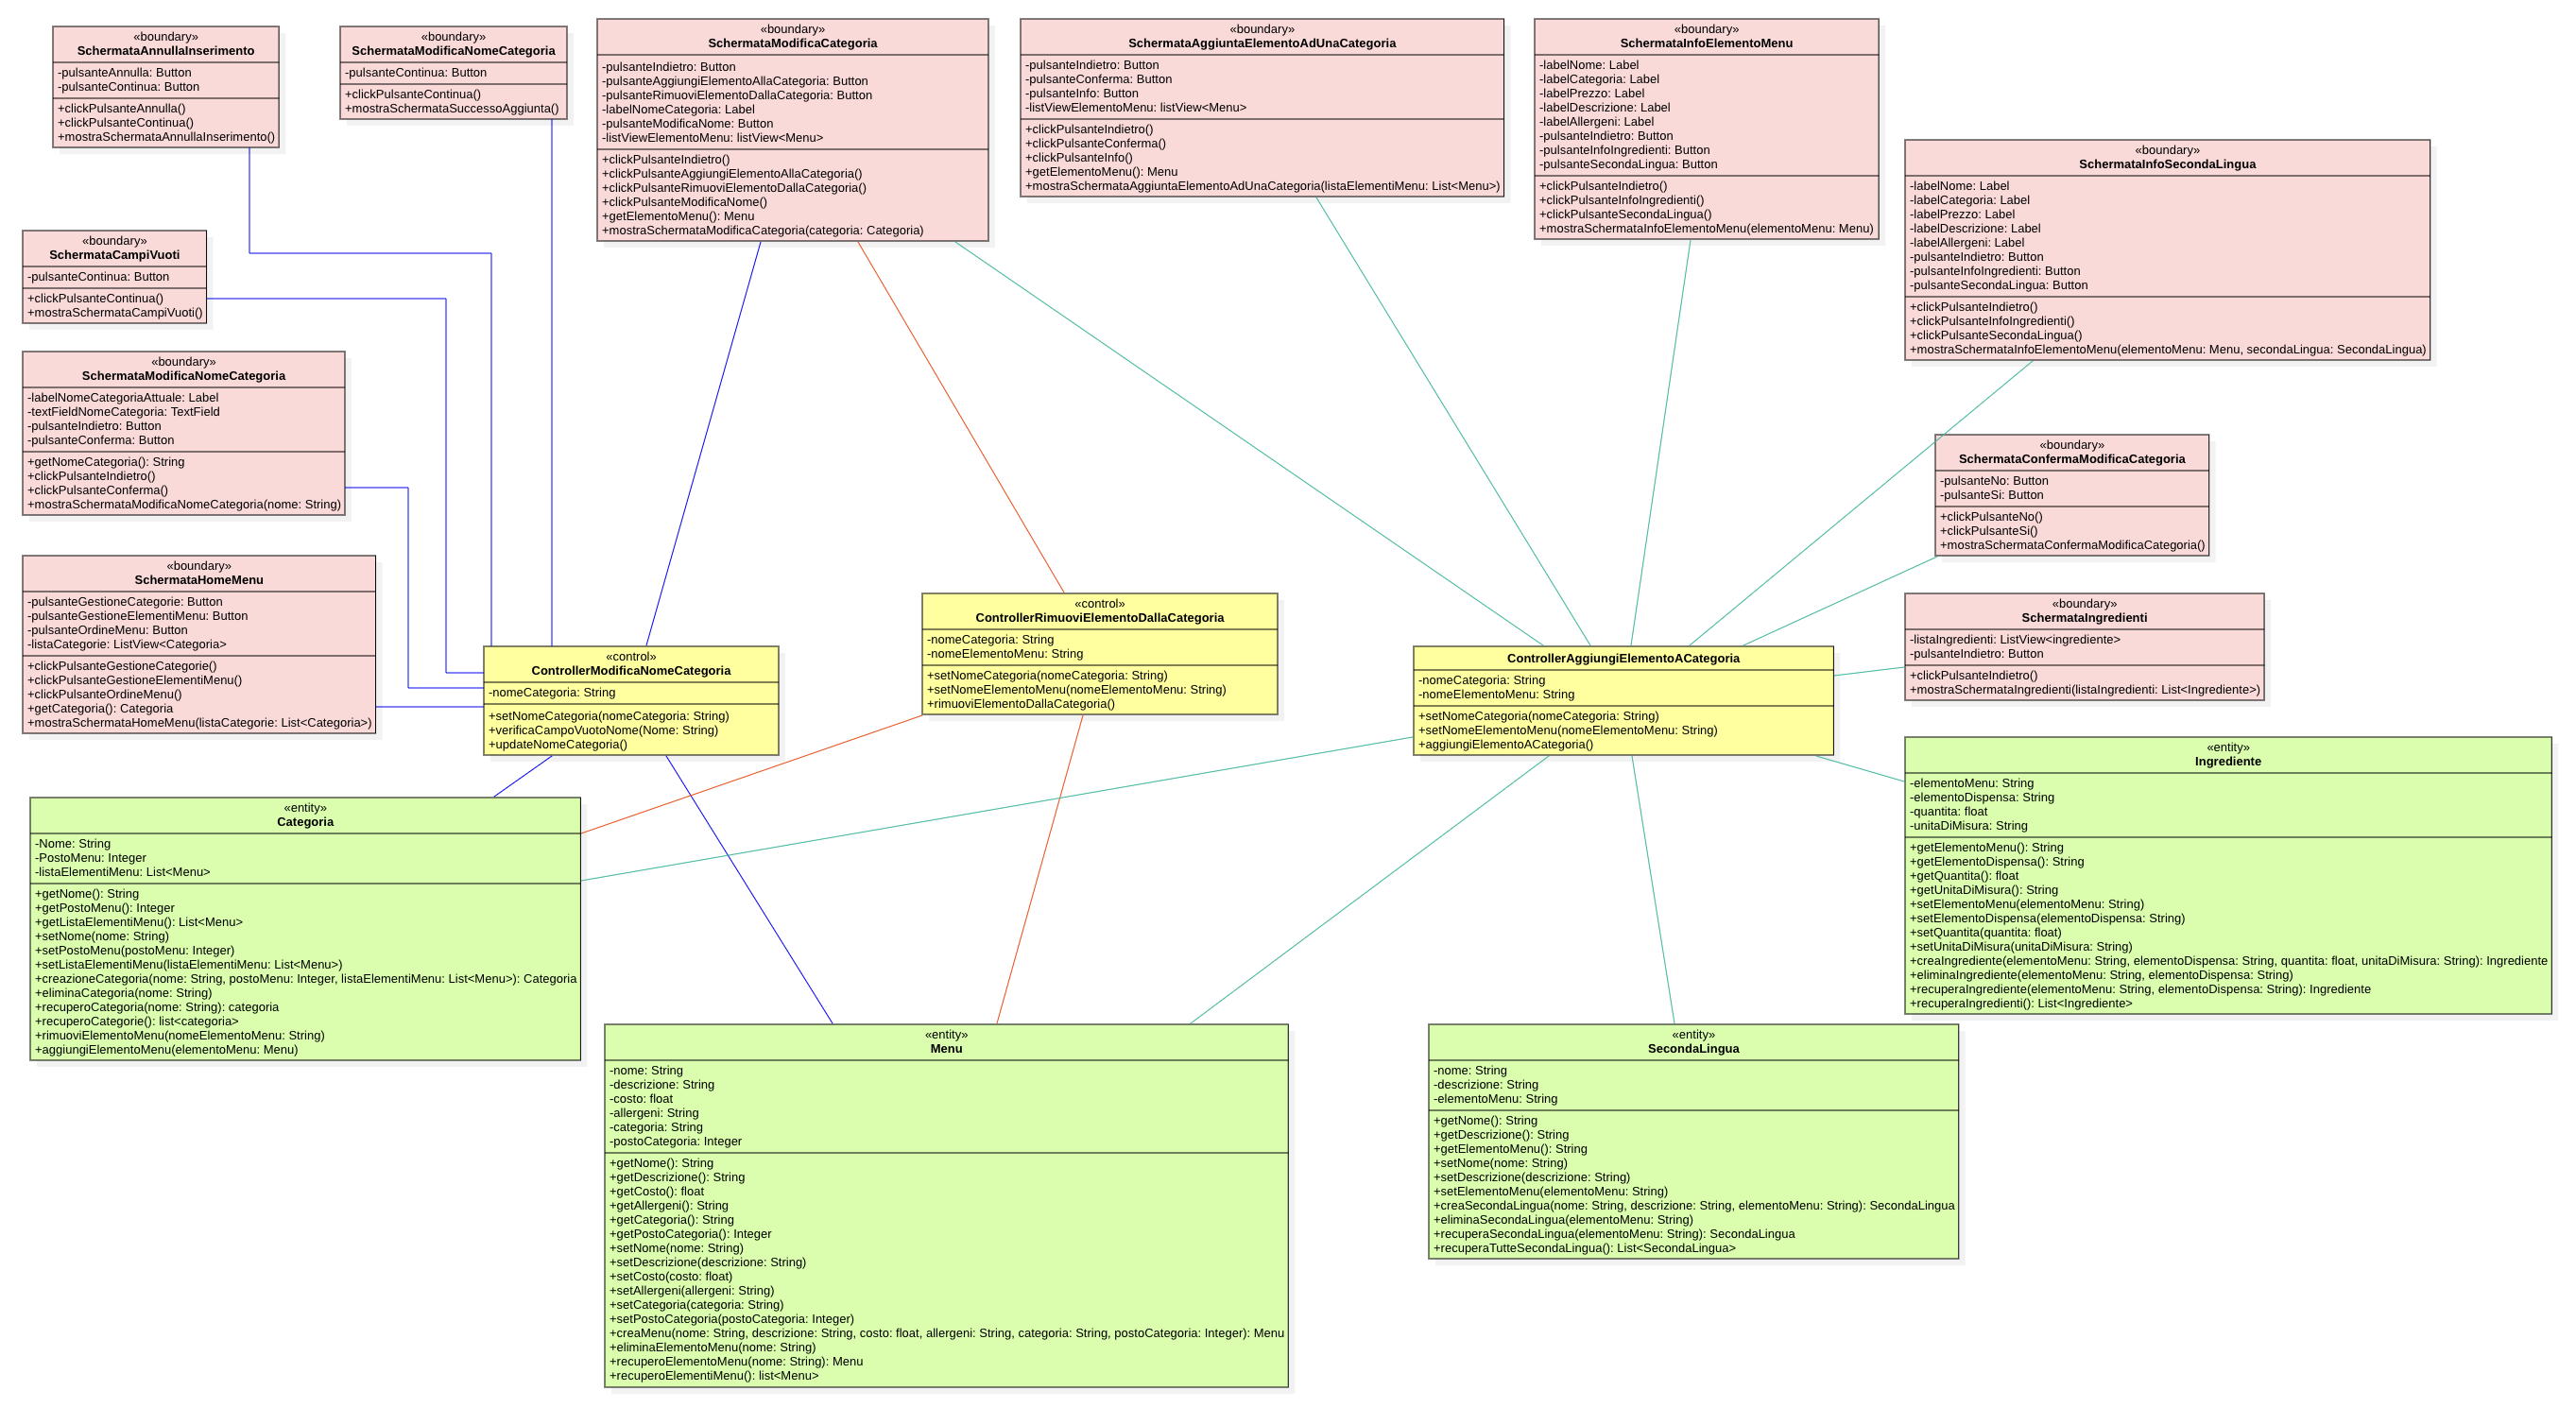 «boundary»
SchermataAnnullaInserimento
-pulsanteAnnulla: Button
-pulsanteContinua: Button
+clickPulsanteAnnulla()
+clickPulsanteContinua()
+mostraSchermataAnnullaInserimento()
«boundary»
SchermataModificaNomeCategoria
-pulsanteContinua: Button
+clickPulsanteContinua()
+mostraSchermataSuccessoAggiunta()
«boundary»
SchermataModificaCategoria
-pulsanteIndietro: Button
-pulsanteAggiungiElementoAllaCategoria: Button
-pulsanteRimuoviElementoDallaCategoria: Button
-labelNomeCategoria: Label
-pulsanteModificaNome: Button
-listViewElementoMenu: listView<Menu>
+clickPulsanteIndietro()
+clickPulsanteAggiungiElementoAllaCategoria()
+clickPulsanteRimuoviElementoDallaCategoria()
+clickPulsanteModificaNome()
+getElementoMenu(): Menu
+mostraSchermataModificaCategoria(categoria: Categoria)
«boundary»
SchermataAggiuntaElementoAdUnaCategoria
-pulsanteIndietro: Button
-pulsanteConferma: Button
-pulsanteInfo: Button
-listViewElementoMenu: listView<Menu>
+clickPulsanteIndietro()
+clickPulsanteConferma()
+clickPulsanteInfo()
+getElementoMenu(): Menu
+mostraSchermataAggiuntaElementoAdUnaCategoria(listaElementiMenu: List<Menu>)
«boundary»
SchermataInfoElementoMenu
-labelNome: Label
-labelCategoria: Label
-labelPrezzo: Label
-labelDescrizione: Label
-labelAllergeni: Label
-pulsanteIndietro: Button
-pulsanteInfoIngredienti: Button
-pulsanteSecondaLingua: Button
+clickPulsanteIndietro()
+clickPulsanteInfoIngredienti()
+clickPulsanteSecondaLingua()
+mostraSchermataInfoElementoMenu(elementoMenu: Menu)
«boundary»
SchermataInfoSecondaLingua
-labelNome: Label
-labelCategoria: Label
-labelPrezzo: Label
-labelDescrizione: Label
-labelAllergeni: Label
-pulsanteIndietro: Button
-pulsanteInfoIngredienti: Button
-pulsanteSecondaLingua: Button
+clickPulsanteIndietro()
+clickPulsanteInfoIngredienti()
+clickPulsanteSecondaLingua()
+mostraSchermataInfoElementoMenu(elementoMenu: Menu, secondaLingua: SecondaLingua)
«boundary»
SchermataCampiVuoti
-pulsanteContinua: Button
+clickPulsanteContinua()
+mostraSchermataCampiVuoti()
«boundary»
SchermataModificaNomeCategoria
-labelNomeCategoriaAttuale: Label
-textFieldNomeCategoria: TextField
-pulsanteIndietro: Button
-pulsanteConferma: Button
+getNomeCategoria(): String
+clickPulsanteIndietro()
+clickPulsanteConferma()
+mostraSchermataModificaNomeCategoria(nome: String)
«boundary»
SchermataConfermaModificaCategoria
-pulsanteNo: Button
-pulsanteSi: Button
+clickPulsanteNo()
+clickPulsanteSi()
+mostraSchermataConfermaModificaCategoria()
«boundary»
SchermataHomeMenu
-pulsanteGestioneCategorie: Button
-pulsanteGestioneElementiMenu: Button
-pulsanteOrdineMenu: Button
-listaCategorie: ListView<Categoria>
+clickPulsanteGestioneCategorie()
+clickPulsanteGestioneElementiMenu()
+clickPulsanteOrdineMenu()
+getCategoria(): Categoria
+mostraSchermataHomeMenu(listaCategorie: List<Categoria>)
«control»
ControllerModificaNomeCategoria
-nomeCategoria: String
+setNomeCategoria(nomeCategoria: String)
+verificaCampoVuotoNome(Nome: String)
+updateNomeCategoria()
«control»
ControllerRimuoviElementoDallaCategoria
-nomeCategoria: String
-nomeElementoMenu: String
+setNomeCategoria(nomeCategoria: String)
+setNomeElementoMenu(nomeElementoMenu: String)
+rimuoviElementoDallaCategoria()
ControllerAggiungiElementoACategoria
-nomeCategoria: String
-nomeElementoMenu: String
+setNomeCategoria(nomeCategoria: String)
+setNomeElementoMenu(nomeElementoMenu: String)
+aggiungiElementoACategoria()
«boundary»
SchermataIngredienti
-listaIngredienti: ListView<ingrediente>
-pulsanteIndietro: Button
+clickPulsanteIndietro()
+mostraSchermataIngredienti(listaIngredienti: List<Ingrediente>)
«entity»
Ingrediente
-elementoMenu: String
-elementoDispensa: String
-quantita: float
-unitaDiMisura: String
+getElementoMenu(): String
+getElementoDispensa(): String
+getQuantita(): float
+getUnitaDiMisura(): String
+setElementoMenu(elementoMenu: String)
+setElementoDispensa(elementoDispensa: String)
+setQuantita(quantita: float)
+setUnitaDiMisura(unitaDiMisura: String)
+creaIngrediente(elementoMenu: String, elementoDispensa: String, quantita: float, unitaDiMisura: String): Ingrediente
+eliminaIngrediente(elementoMenu: String, elementoDispensa: String)
+recuperaIngrediente(elementoMenu: String, elementoDispensa: String): Ingrediente
+recuperaIngredienti(): List<Ingrediente>
«entity»
Categoria
-Nome: String
-PostoMenu: Integer
-listaElementiMenu: List<Menu>
+getNome(): String
+getPostoMenu(): Integer
+getListaElementiMenu(): List<Menu>
+setNome(nome: String)
+setPostoMenu(postoMenu: Integer)
+setListaElementiMenu(listaElementiMenu: List<Menu>)
+creazioneCategoria(nome: String, postoMenu: Integer, listaElementiMenu: List<Menu>): Categoria
+eliminaCategoria(nome: String)
+recuperoCategoria(nome: String): categoria
+recuperoCategorie(): list<categoria>
+rimuoviElementoMenu(nomeElementoMenu: String)
+aggiungiElementoMenu(elementoMenu: Menu)
«entity»
Menu
-nome: String
-descrizione: String
-costo: float
-allergeni: String
-categoria: String
-postoCategoria: Integer
+getNome(): String
+getDescrizione(): String
+getCosto(): float
+getAllergeni(): String
+getCategoria(): String
+getPostoCategoria(): Integer
+setNome(nome: String)
+setDescrizione(descrizione: String)
+setCosto(costo: float)
+setAllergeni(allergeni: String)
+setCategoria(categoria: String)
+setPostoCategoria(postoCategoria: Integer)
+creaMenu(nome: String, descrizione: String, costo: float, allergeni: String, categoria: String, postoCategoria: Integer): Menu
+eliminaElementoMenu(nome: String)
+recuperoElementoMenu(nome: String): Menu
+recuperoElementiMenu(): list<Menu>
«entity»
SecondaLingua
-nome: String
-descrizione: String
-elementoMenu: String
+getNome(): String
+getDescrizione(): String
+getElementoMenu(): String
+setNome(nome: String)
+setDescrizione(descrizione: String)
+setElementoMenu(elementoMenu: String)
+creaSecondaLingua(nome: String, descrizione: String, elementoMenu: String): SecondaLingua
+eliminaSecondaLingua(elementoMenu: String)
+recuperaSecondaLingua(elementoMenu: String): SecondaLingua
+recuperaTutteSecondaLingua(): List<SecondaLingua>